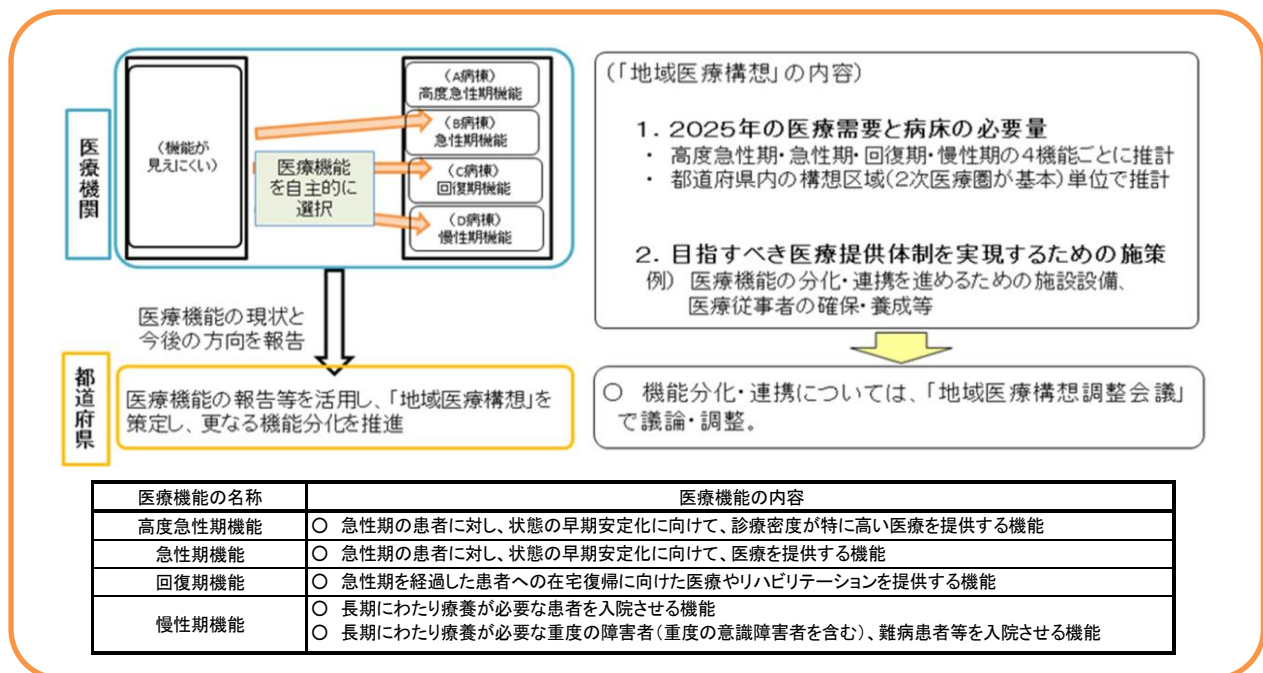 医療機関
(機能が
見えにくい)
医療機能
を自主的に
選択
(A病棟)
高度急性期機能
(B病棟)
急性期機能
(C病棟)
回復期機能
(D病棟)
慢性期機能
医療機能の現状と
今後の方向を報告
都道府県
医療機能の報告等を活用し、「地域医療構想」を
策定し、更なる機能分化を推進
(「地域医療構想」の内容)
1. 2025年の医療需要と病床の必要量
・ 高度急性期・急性期・回復期・慢性期の4機能ごとに推計
・ 都道府県内の構想区域(2次医療圏が基本)単位で推計
2. 目指すべき医療提供体制を実現するための施策
例) 医療機能の分化・連携を進めるための施設設備、
医療従事者の確保・養成等
○ 機能分化・連携については、「地域医療構想調整会議」
で議論・調整。
医療機能の名称 医療機能の内容
高度急性期機能 ○ 急性期の患者に対し、状態の早期安定化に向けて、診療密度が特に高い医療を提供する機能
急性期機能 ○ 急性期の患者に対し、状態の早期安定化に向けて、医療を提供する機能
回復期機能 ○ 急性期を経過した患者への在宅復帰に向けた医療やリハビリテーションを提供する機能
慢性期機能 ○ 長期にわたり療養が必要な患者を入院させる機能
○ 長期にわたり療養が必要な重度の障害者(重度の意識障害者を含む)、難病患者等を入院させる機能